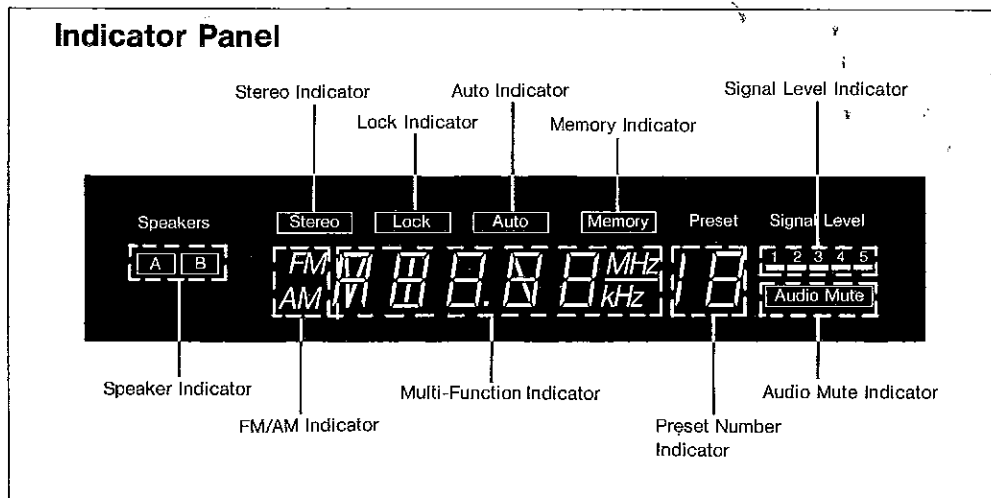 Indicator Panel
Stereo Indicator
Auto Indicator
Signal Level Indicator
Lock Indicator
Memory Indicator
Speakers
Stereo
Lock
Auto
Memory
Preset
Signal Level
A B
FM
AM
MHz
kHz
18
1 2 3 4 5
Audio Mute
Speaker Indicator
Multi-Function Indicator
Audio Mute Indicator
FM/AM Indicator
Preset Number
Indicator